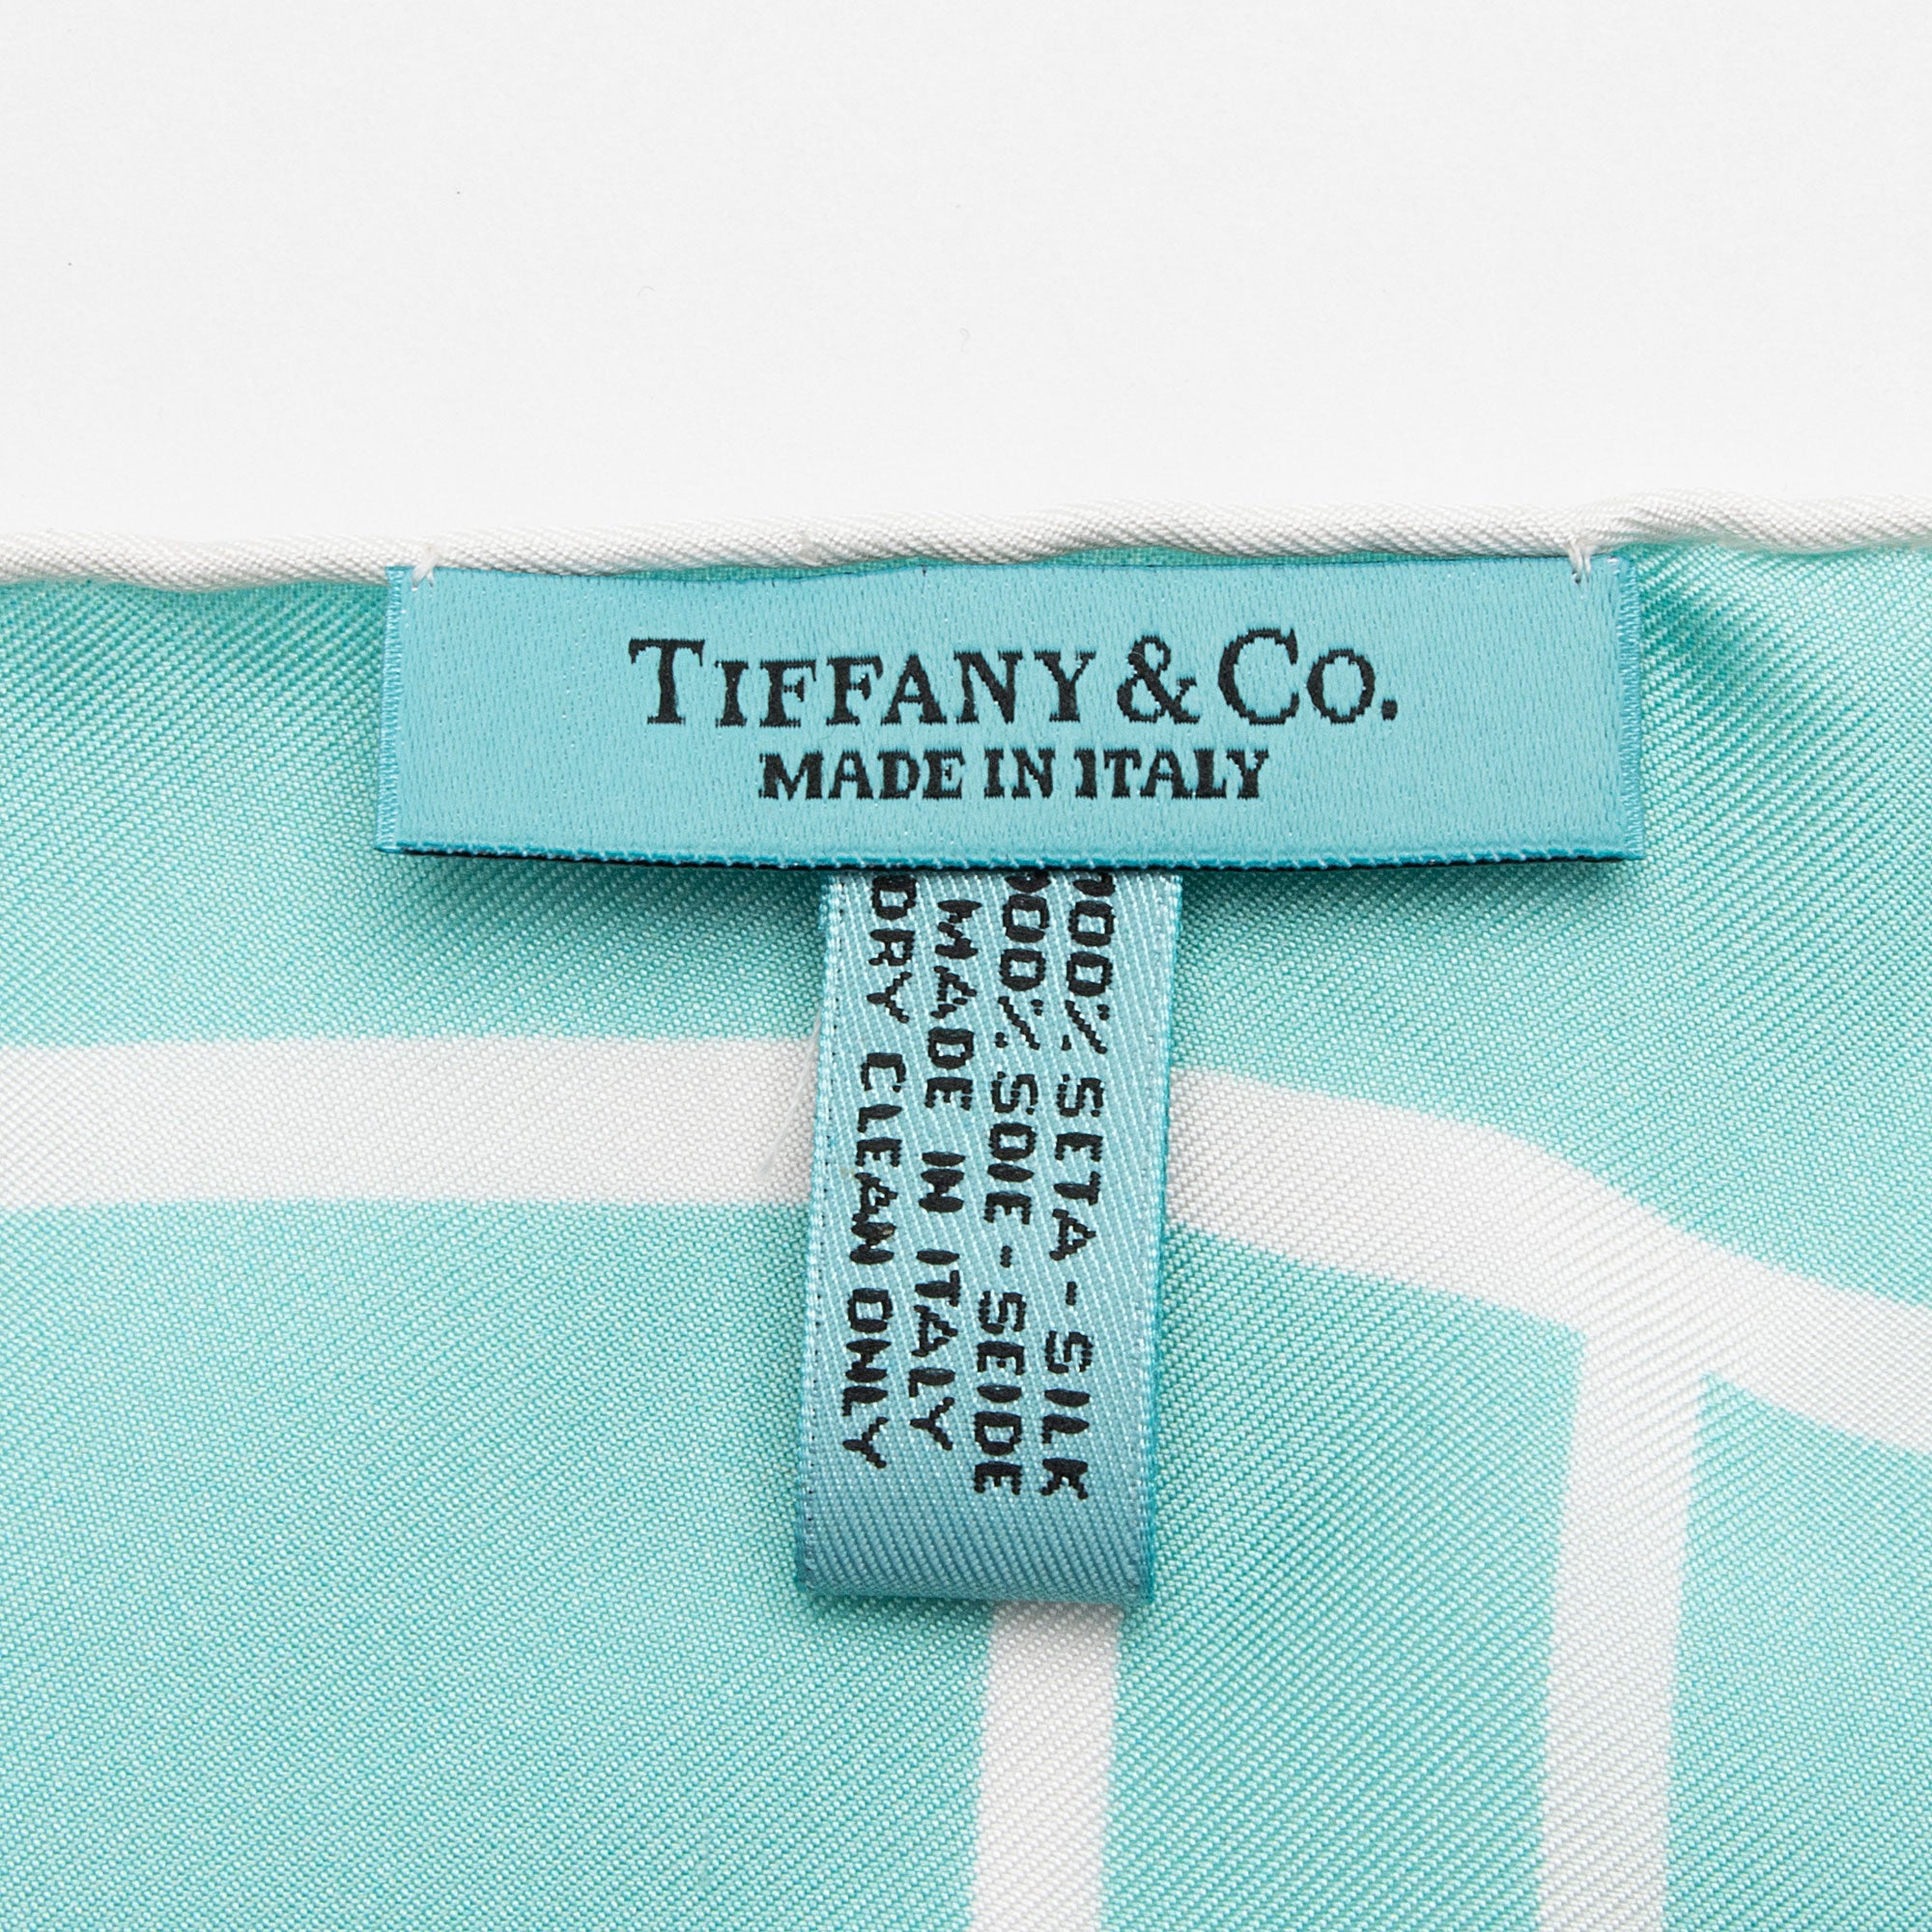 TIFFANY & CO.
MADE IN ITALY
100% SETA - SILK
100% SOIE - SEIDE
MADE IN ITALY
DRY CLEAN ONLY